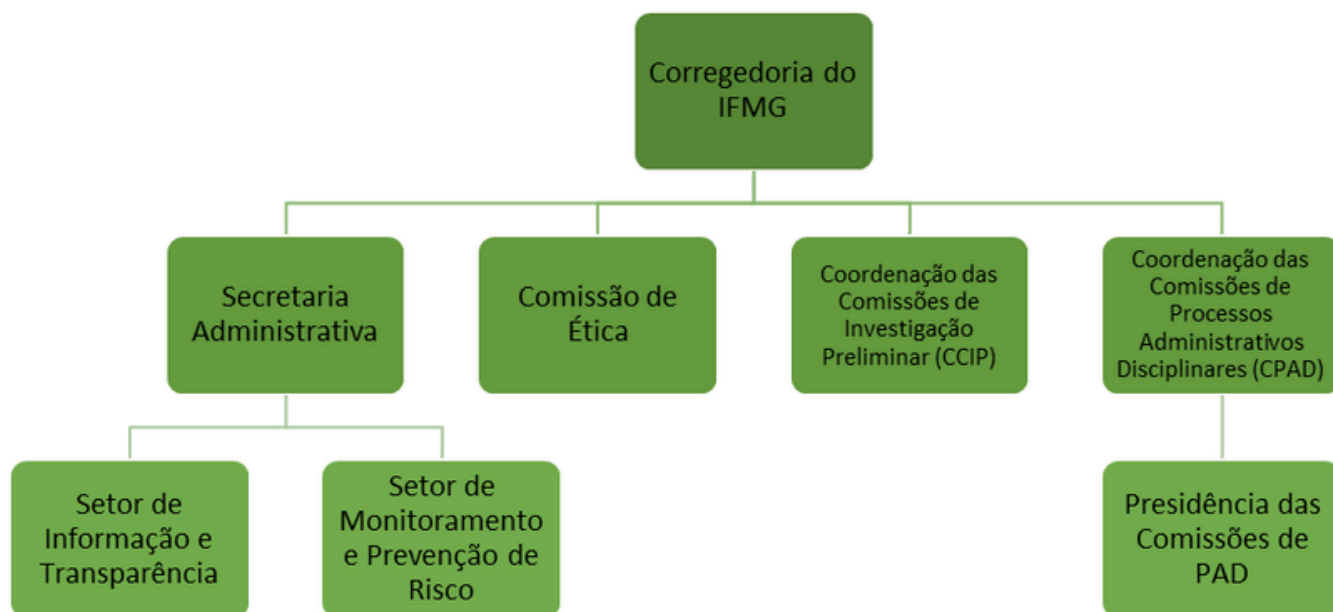 Corregedoria do
IFMG
Secretaria
Administrativa
Comissão de
Ética
Coordenação das
Comissões de
Investigação
Preliminar (CCIP)
Coordenação das
Comissões de
Processos
Administrativos
Disciplinares (CPAD)
Setor de
Informação e
Transparência
Setor de
Monitoramento
e Prevenção de
Risco
Presidência das
Comissões de
PAD